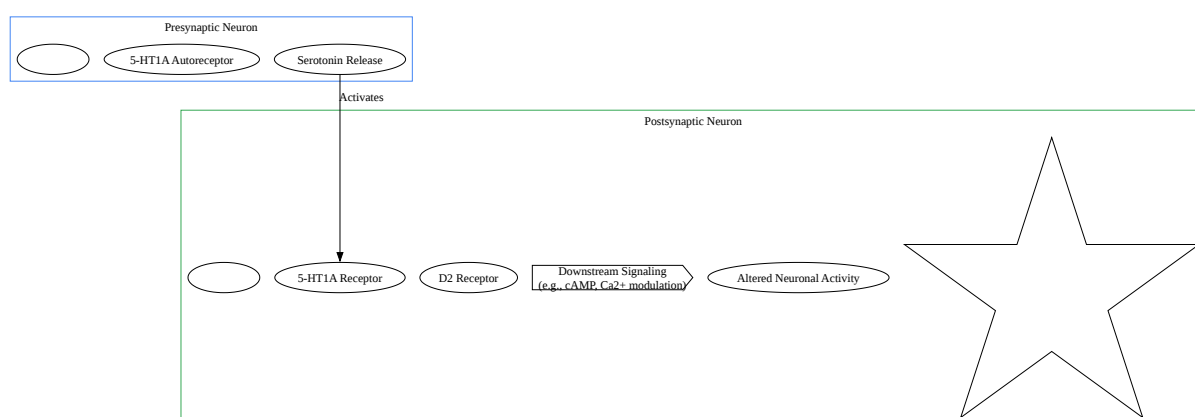 Presynaptic Neuron
5-HT1A Autoreceptor
Serotonin Release
Activates
Postsynaptic Neuron
5-HT1A Receptor
D2 Receptor
Downstream Signaling
(e.g., cAMP, Ca2+ modulation)
Altered Neuronal Activity